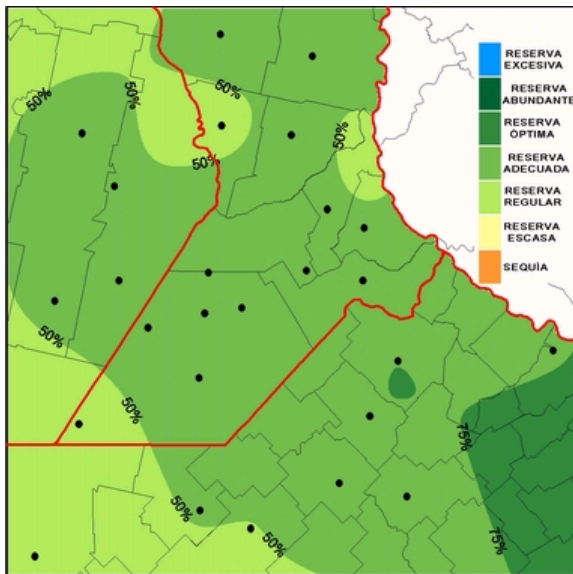 RESERVA
EXCESIVA
RESERVA
ABUNDANTE
RESERVA
ÓPTIMA
RESERVA
ADECUADA
RESERVA
REGULAR
RESERVA
ESCASA
SEQUÌA
50%
50%
50%
50%
50%
50%
50%
75%
50%
50%
75%